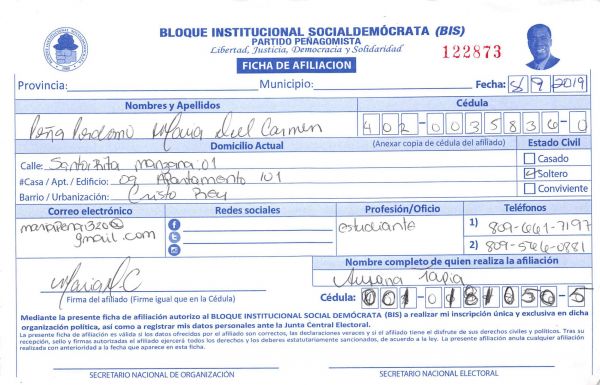 BLOQUE INSTITUCIONAL SOCIALDEMÓCRATA (BIS)
PARTIDO PEÑAGOMISTA
Libertad, Justicia, Democracia y Solidaridad
122873
FICHA DE AFILIACION
Provincia: Municipio: Fecha: 8/9/2019
Nombres y Apellidos Cédula
Peña Perdomo Maria Del Carmen 402-0035836-0
Domicilio Actual (Anexar copia de cédula del afiliado) Estado Civil
Calle: Santa Rita manzana 01 Casado
#Casa / Apt. / Edificio: 09 Apartamento 101 Soltero
Barrio / Urbanización: Cristo Rey Conviviente
Correo electrónico Redes sociales Profesión/Oficio Teléfonos
estudiante 1) 809-661-7197
gmail.com 2) 809-566-0881
Nombre completo de quien realiza la afiliación
Maria D.C Susana Tapia
Firma del afiliado (Firme igual que en la Cédula) Cédula:
Mediante la presente ficha de afiliación autorizo al BLOQUE INSTITUCIONAL SOCIAL DEMÓCRATA (BIS) a realizar mi inscripción única y exclusiva en dicha
organización política, así como a registrar mis datos personales ante la Junta Central Electoral.
La presente ficha de afiliación es válida si los datos ofrecidos por el afiliado son correctos, las declaraciones veraces y si el afiliado tiene el disfrute de sus derechos civiles y políticos. Tras su
recepción, sello y firmas autorizadas el afiliado ejercerá todos los derechos y deberes estatutariamente sancionados, de acuerdo a la ley. La presente afiliación anula cualquier afiliación
realizada con anterioridad a la fecha que aparece en esta ficha.
SECRETARIO NACIONAL DE ORGANIZACIÓN SECRETARIO NACIONAL ELECTORAL